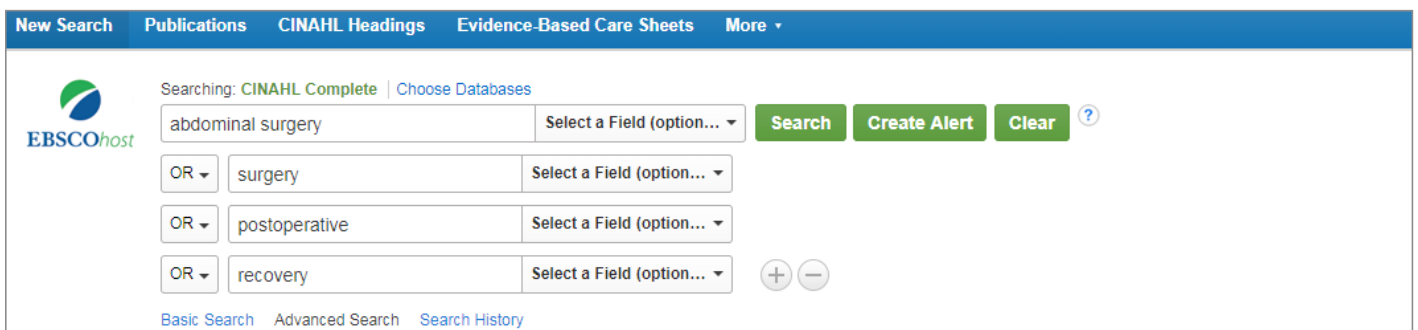 New Search Publications CINAHL Headings Evidence-Based Care Sheets More
Searching: CINAHL Complete | Choose Databases
EBSCOhost
abdominal surgery Select a Field (option... Search Create Alert Clear ?
OR surgery Select a Field (option...
OR postoperative Select a Field (option...
OR recovery Select a Field (option... + −
Basic Search Advanced Search Search History